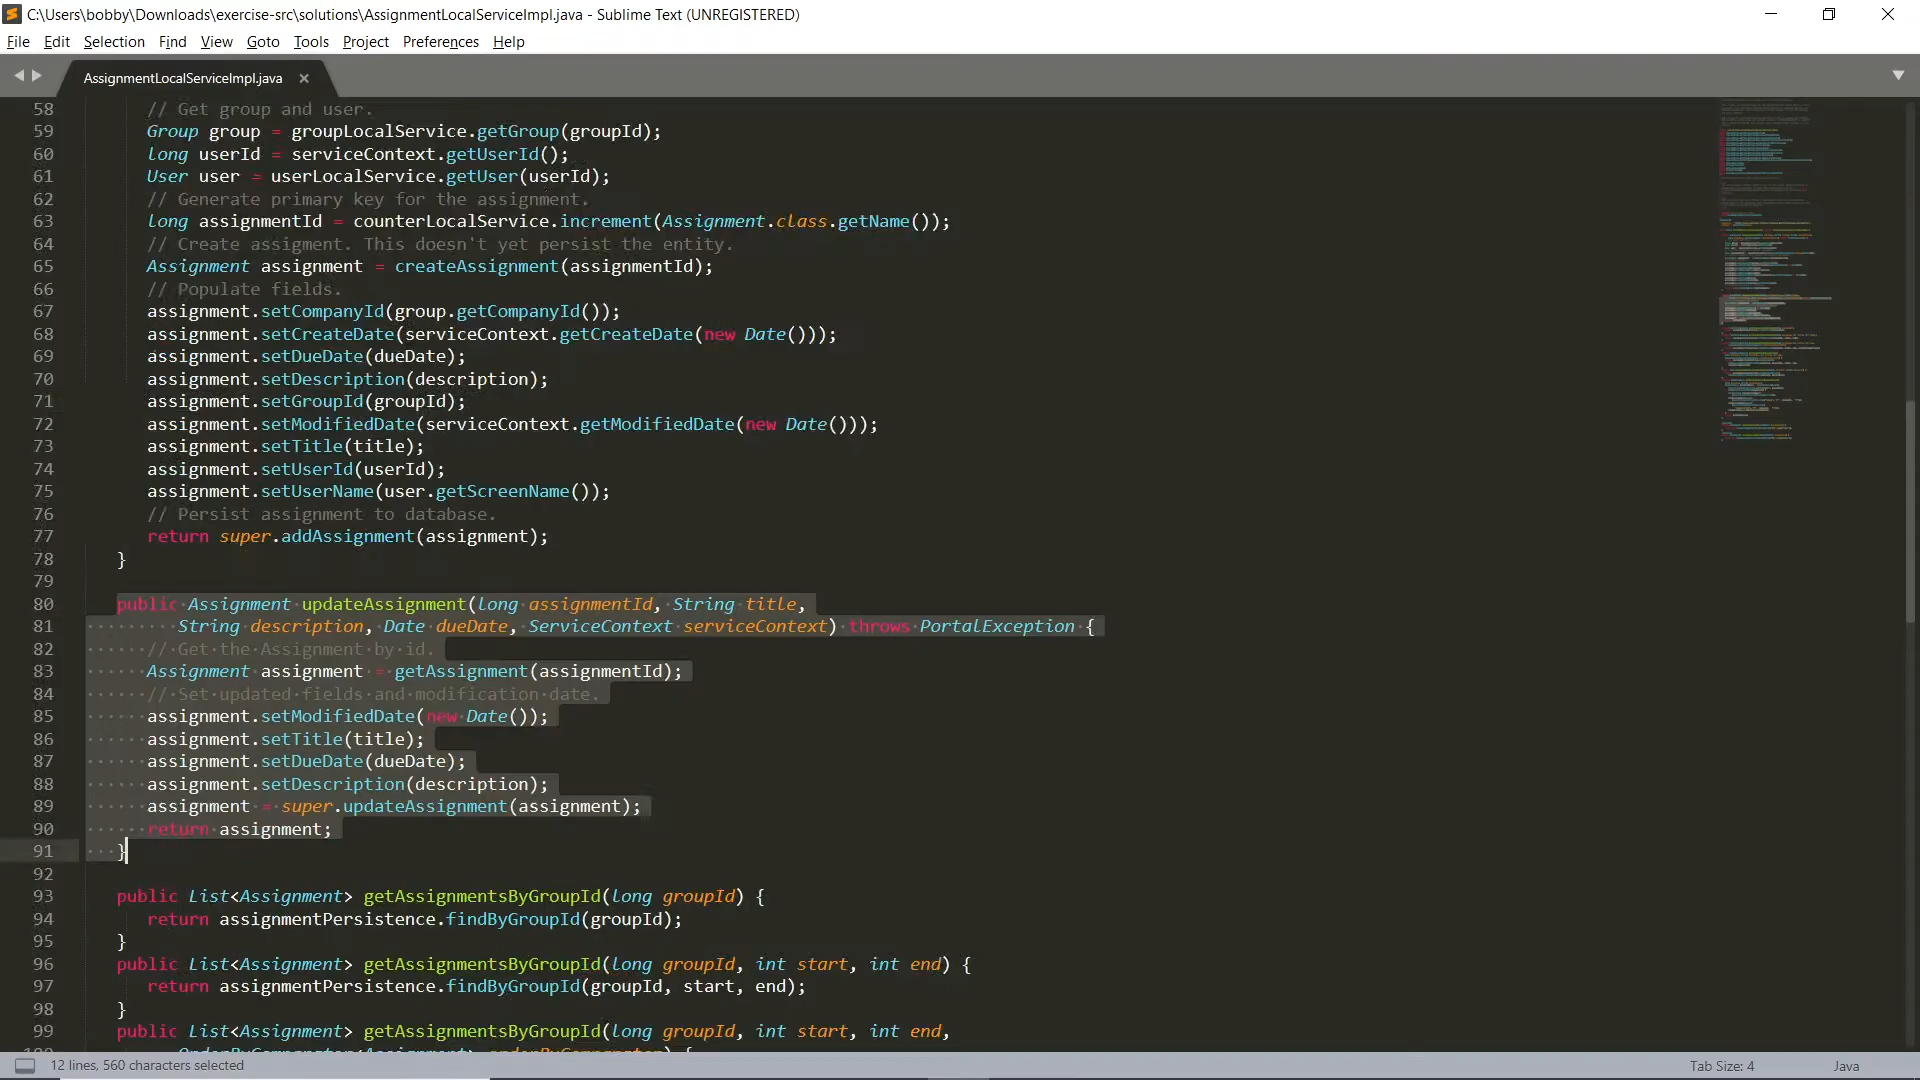 C:\Users\bobby\Downloads\exercise-src\solutions\AssignmentLocalServiceImpl.java - Sublime Text (UNREGISTERED)
File Edit Selection Find View Goto Tools Project Preferences Help
AssignmentLocalServiceImpl.java
58 // Get group and user.
59 Group group = groupLocalService.getGroup(groupId);
60 long userId = serviceContext.getUserId();
61 User user = userLocalService.getUser(userId);
62 // Generate primary key for the assignment.
63 long assignmentId = counterLocalService.increment(Assignment.class.getName());
64 // Create assigment. This doesn't yet persist the entity.
65 Assignment assignment = createAssignment(assignmentId);
66 // Populate fields.
67 assignment.setCompanyId(group.getCompanyId());
68 assignment.setCreateDate(serviceContext.getCreateDate(new Date()));
69 assignment.setDueDate(dueDate);
70 assignment.setDescription(description);
71 assignment.setGroupId(groupId);
72 assignment.setModifiedDate(serviceContext.getModifiedDate(new Date()));
73 assignment.setTitle(title);
74 assignment.setUserId(userId);
75 assignment.setUserName(user.getScreenName());
76 // Persist assignment to database.
77 return super.addAssignment(assignment);
78 }
79
80 public Assignment updateAssignment(long assignmentId, String title,
81 String description, Date dueDate, ServiceContext serviceContext) throws PortalException {
82 // Get the Assignment by id.
83 Assignment assignment = getAssignment(assignmentId);
84 // Set updated fields and modification date.
85 assignment.setModifiedDate(new Date());
86 assignment.setTitle(title);
87 assignment.setDueDate(dueDate);
88 assignment.setDescription(description);
89 assignment = super.updateAssignment(assignment);
90 return assignment;
91 }
92
93 public List<Assignment> getAssignmentsByGroupId(long groupId) {
94 return assignmentPersistence.findByGroupId(groupId);
95 }
96 public List<Assignment> getAssignmentsByGroupId(long groupId, int start, int end) {
97 return assignmentPersistence.findByGroupId(groupId, start, end);
98 }
99 public List<Assignment> getAssignmentsByGroupId(long groupId, int start, int end,
12 lines, 560 characters selected Tab Size: 4 Java